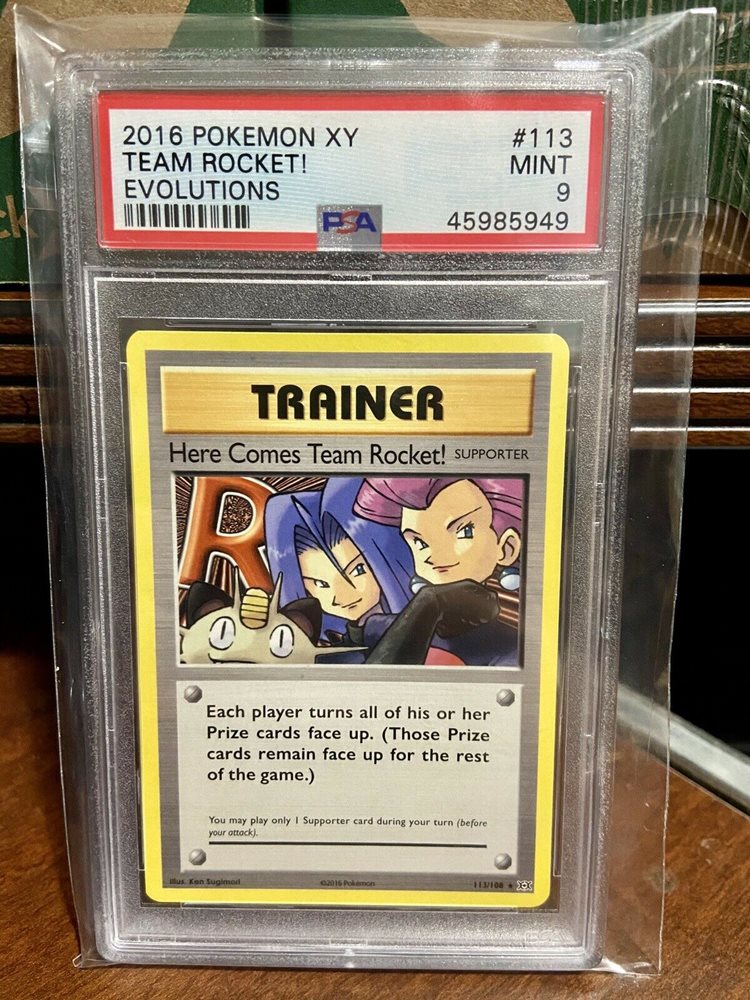 2016 POKEMON XY #113
TEAM ROCKET! MINT
EVOLUTIONS 9
PSA 45985949
TRAINER
Here Comes Team Rocket! SUPPORTER
R
Each player turns all of his or her
Prize cards face up. (Those Prize
cards remain face up for the rest
of the game.)
You may play only 1 Supporter card during your turn (before
your attack).
Illus. Ken Sugimori ©2016 Pokémon 113/108 ★